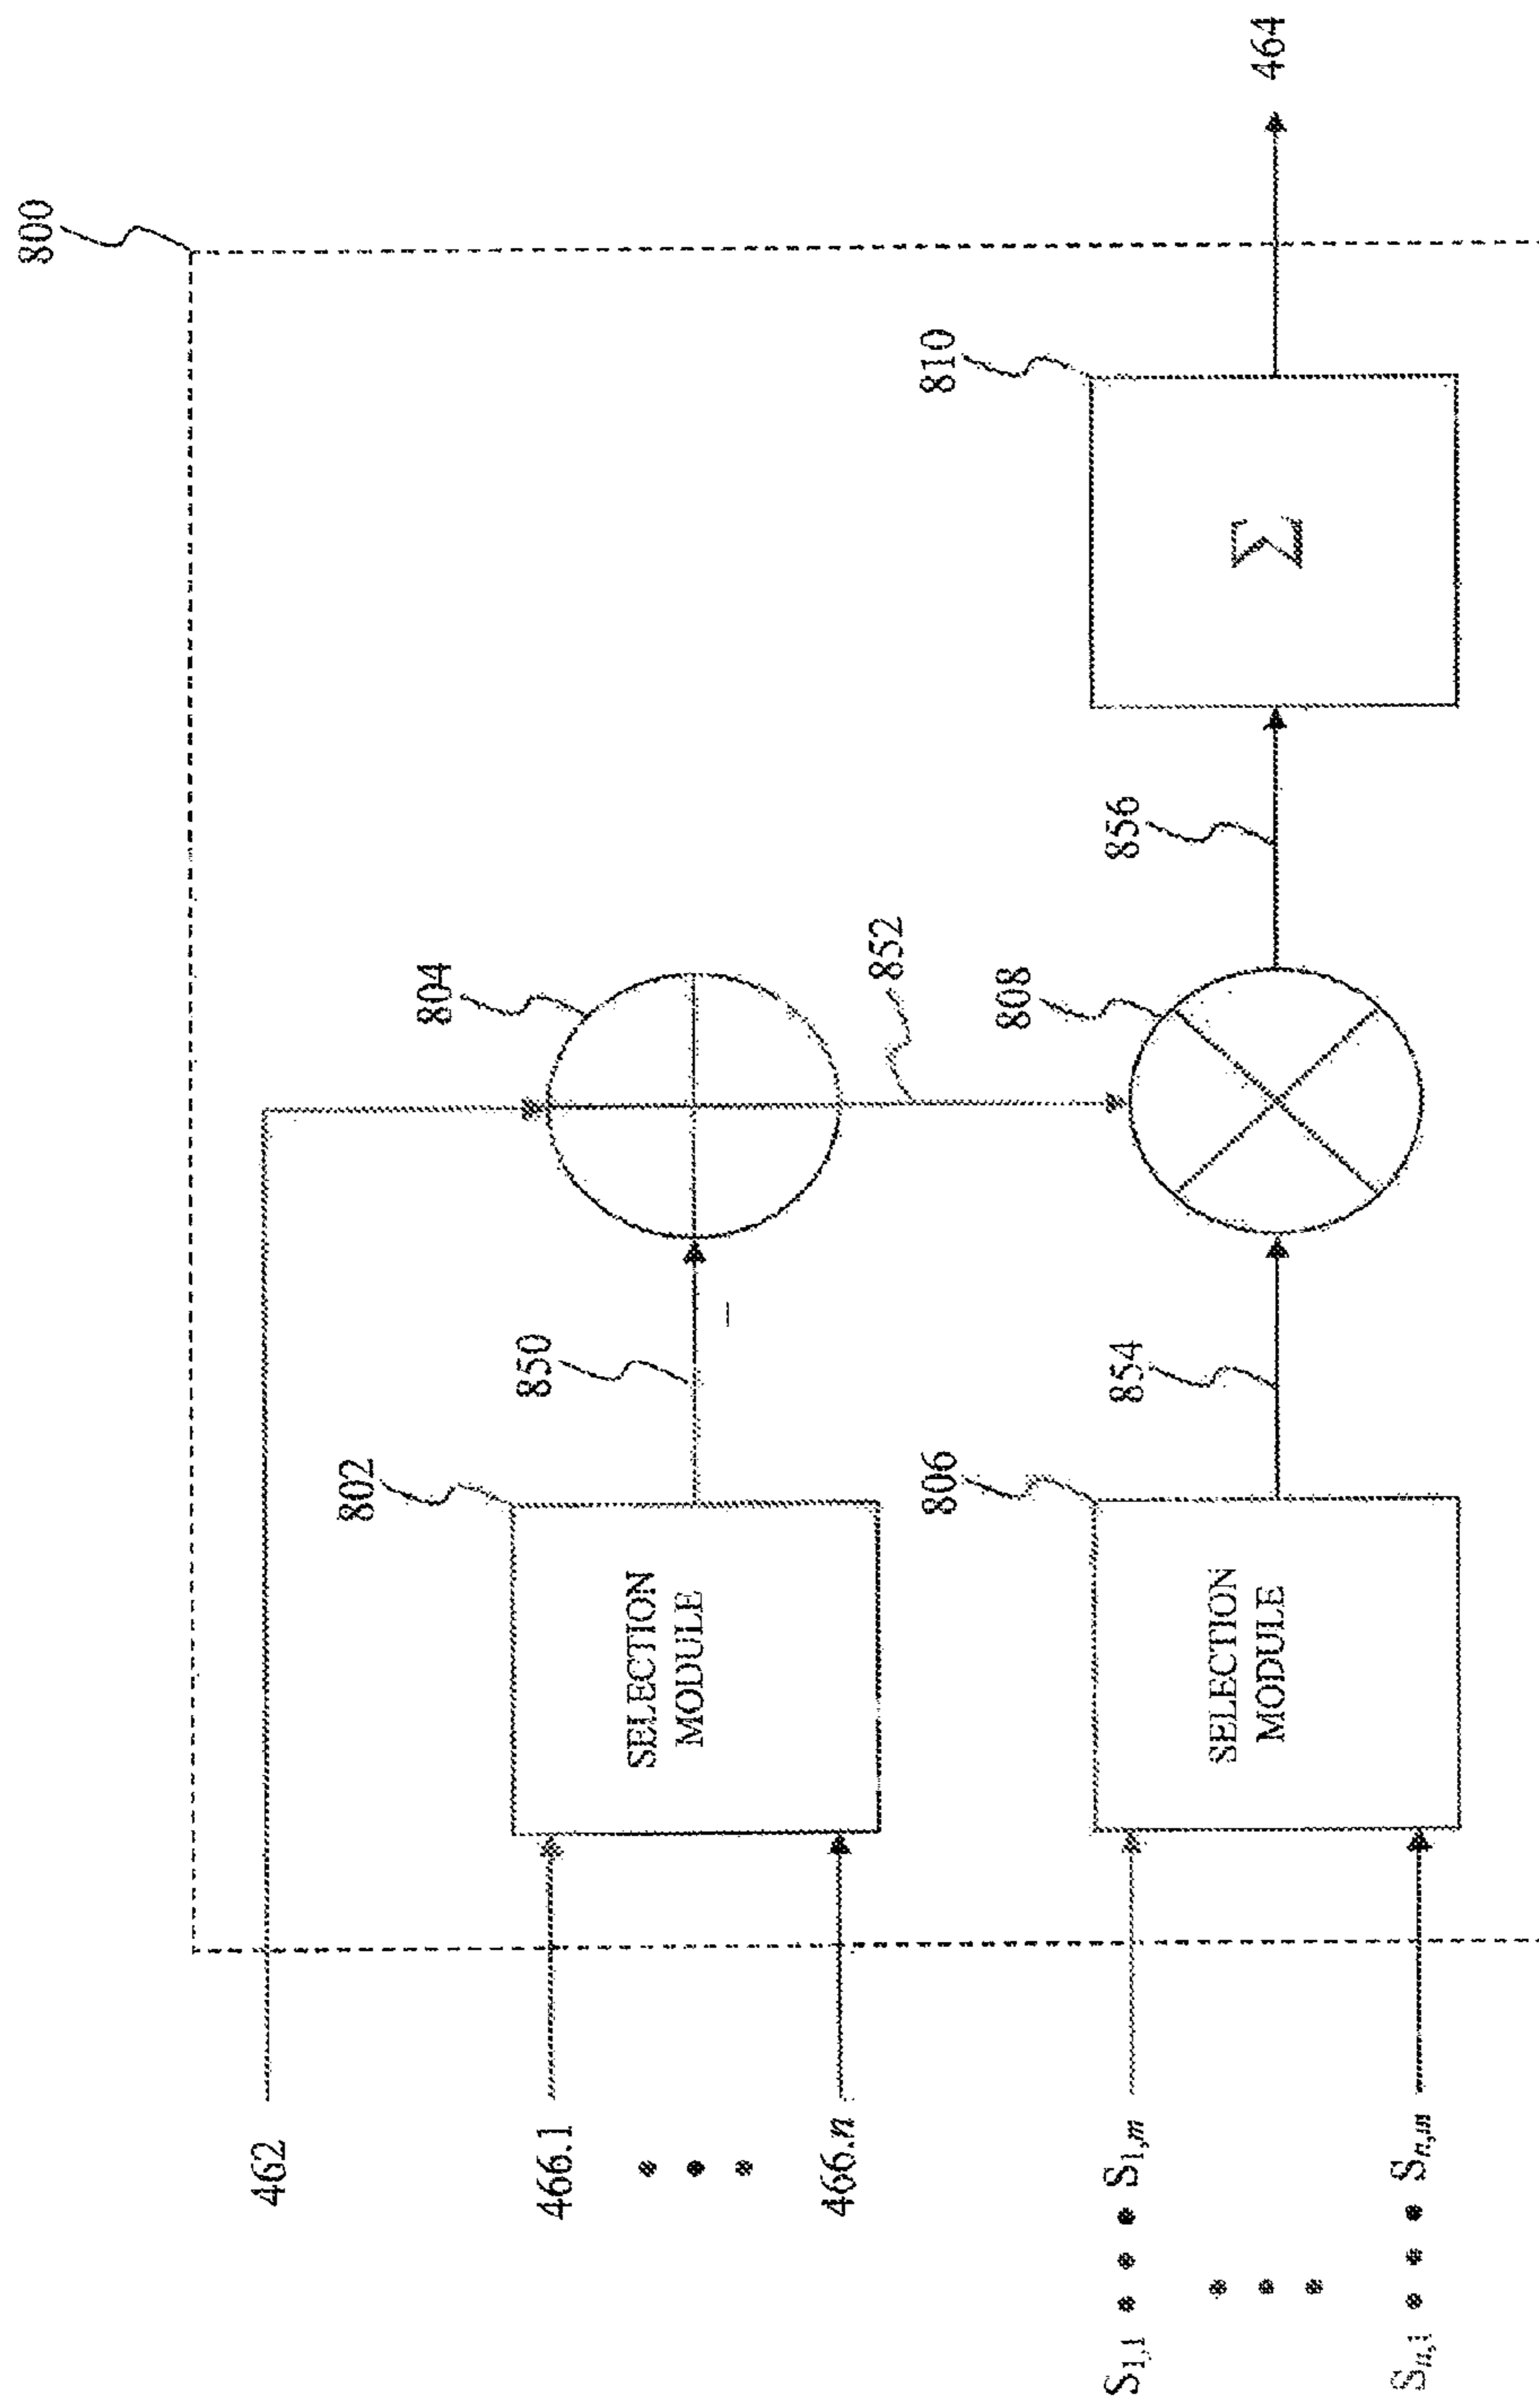 800
462
466.1
• • •
466.n
802
SELECTION
MODULE
850
–
804
852
S1,1 • • • S1,m
• • •
Sn,1 • • • Sn,m
806
SELECTION
MODULE
854
808
856
810
Σ
464